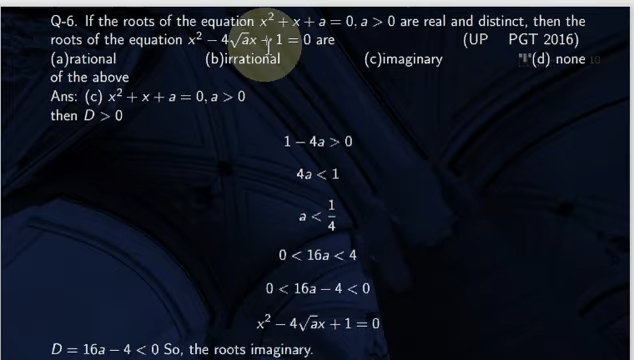 Q-6. If the roots of the equation x² + x + a = 0, a > 0 are real and distinct, then the
roots of the equation x² − 4√ax + 1 = 0 are (UP PGT 2016)
(a)rational (b)irrational (c)imaginary (d) none
of the above
Ans: (c) x² + x + a = 0, a > 0
then D > 0
1 − 4a > 0
4a < 1
a < 1/4
0 < 16a < 4
0 < 16a − 4 < 0
x² − 4√ax + 1 = 0
D = 16a − 4 < 0 So, the roots imaginary.